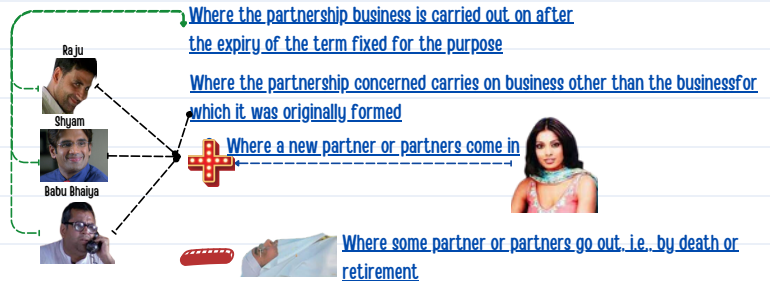 Where the partnership business is carried out on after
the expiry of the term fixed for the purpose
Raju
Where the partnership concerned carries on business other than the businessfor
which it was originally formed
Shyam
Where a new partner or partners come in
Babu Bhaiya
Where some partner or partners go out, i.e., by death or
retirement